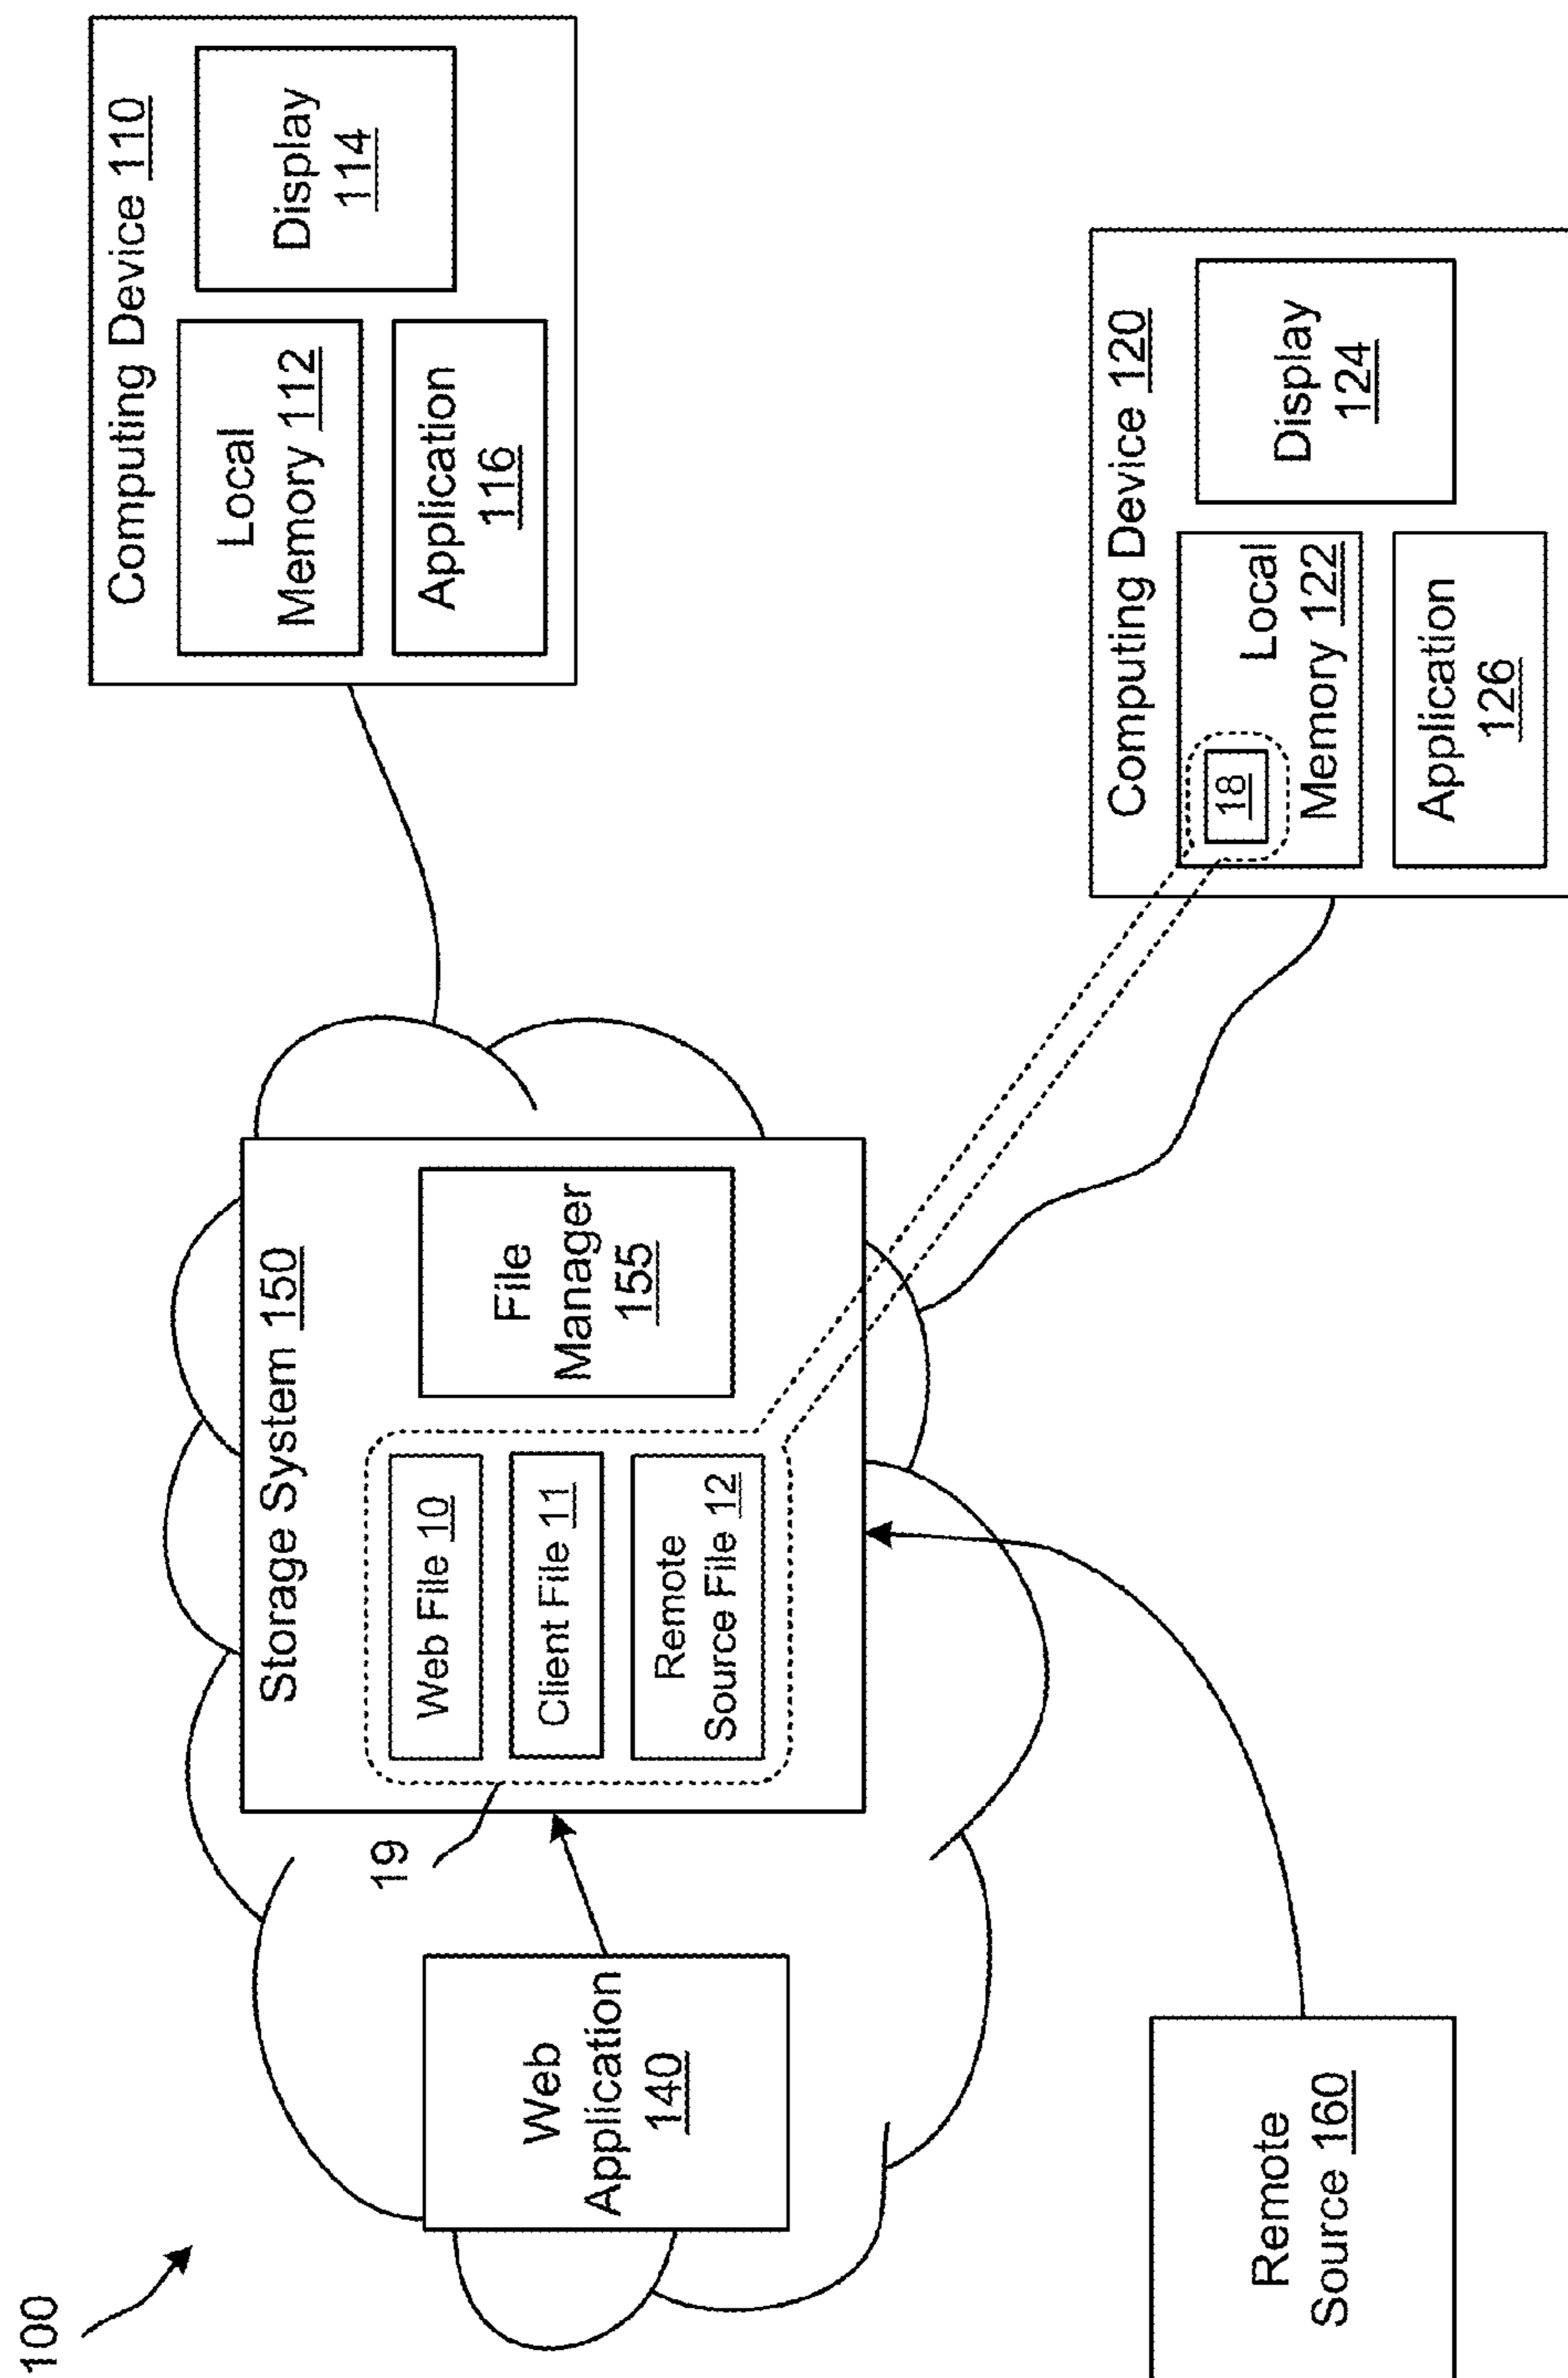 100
Web
Application
140
Remote
Source 160
19
Storage System 150
Web File 10
Client File 11
Remote
Source File 12
File
Manager
155
Computing Device 110
Local
Memory 112
Application
116
Display
114
Computing Device 120
18
Local
Memory 122
Application
126
Display
124